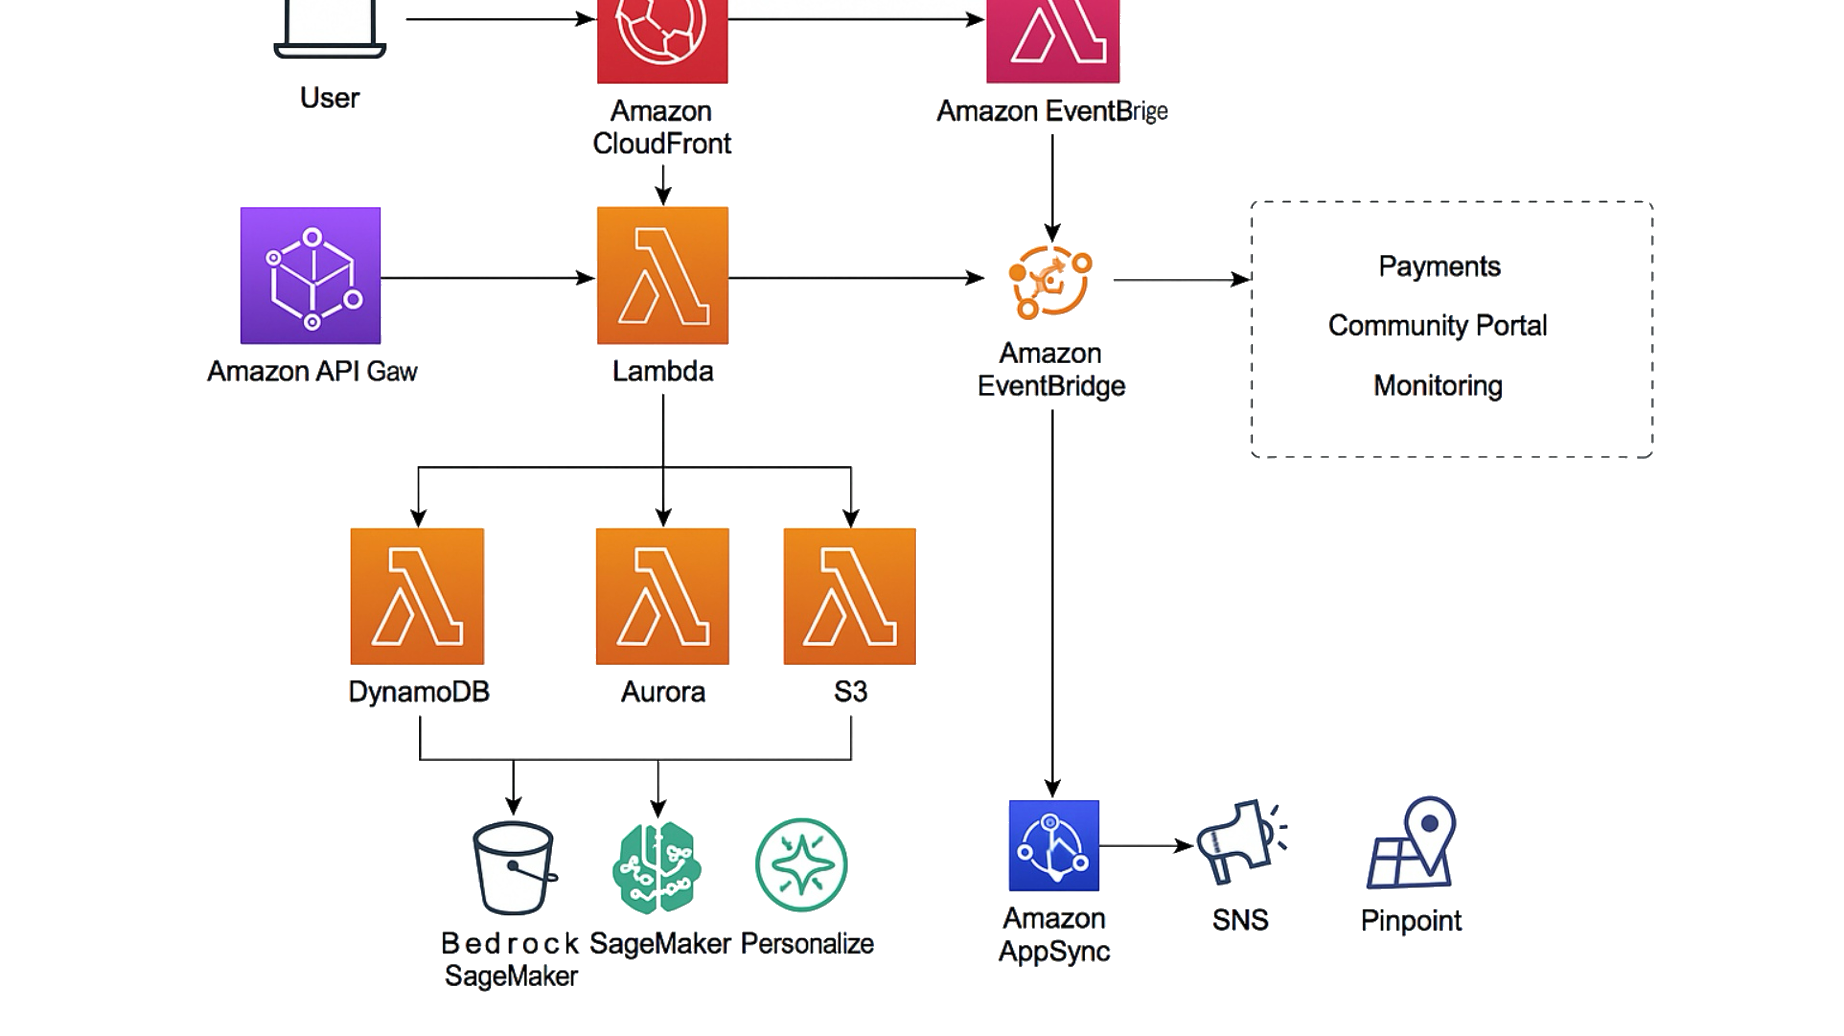 User
Amazon
CloudFront
Amazon EventBrige
Amazon API Gaw
Lambda
Amazon
EventBridge
Payments
Community Portal
Monitoring
DynamoDB
Aurora
S3
Bedrock
SageMaker
SageMaker
Personalize
Amazon
AppSync
SNS
Pinpoint